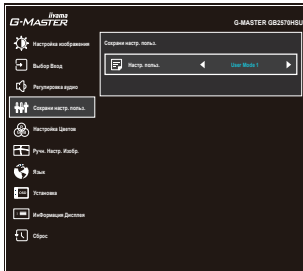 iiyama
G-MASTER
G-MASTER GB2570HSU
Настройка изображения
Выбор Вход
Регулировка аудио
Сохрани настр. польз.
Настройка Цветов
Ручн. Настр. Изобр.
Язык
OSD
Установка
Информация Дисплея
Сброс
Сохрани настр. польз.
Настр. польз.
User Mode 1